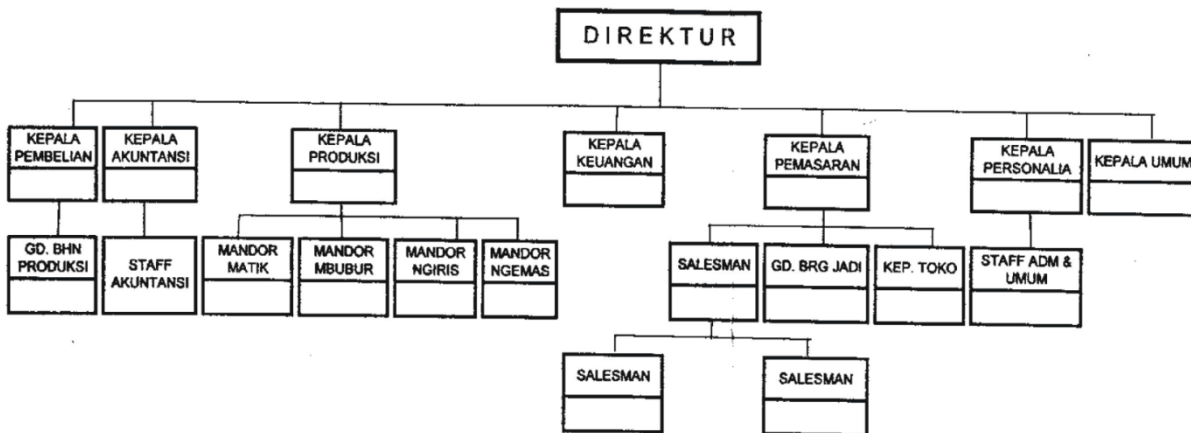 DIREKTUR
KEPALA
PEMBELIAN
KEPALA
AKUNTANSI
KEPALA
PRODUKSI
KEPALA
KEUANGAN
KEPALA
PEMASARAN
KEPALA
PERSONALIA
KEPALA UMUM
GD. BHN
PRODUKSI
STAFF
AKUNTANSI
MANDOR
MATIK
MANDOR
MBUBUR
MANDOR
NGIRIS
MANDOR
NGEMAS
SALESMAN
GD. BRG JADI
KEP. TOKO
STAFF ADM &
UMUM
SALESMAN
SALESMAN